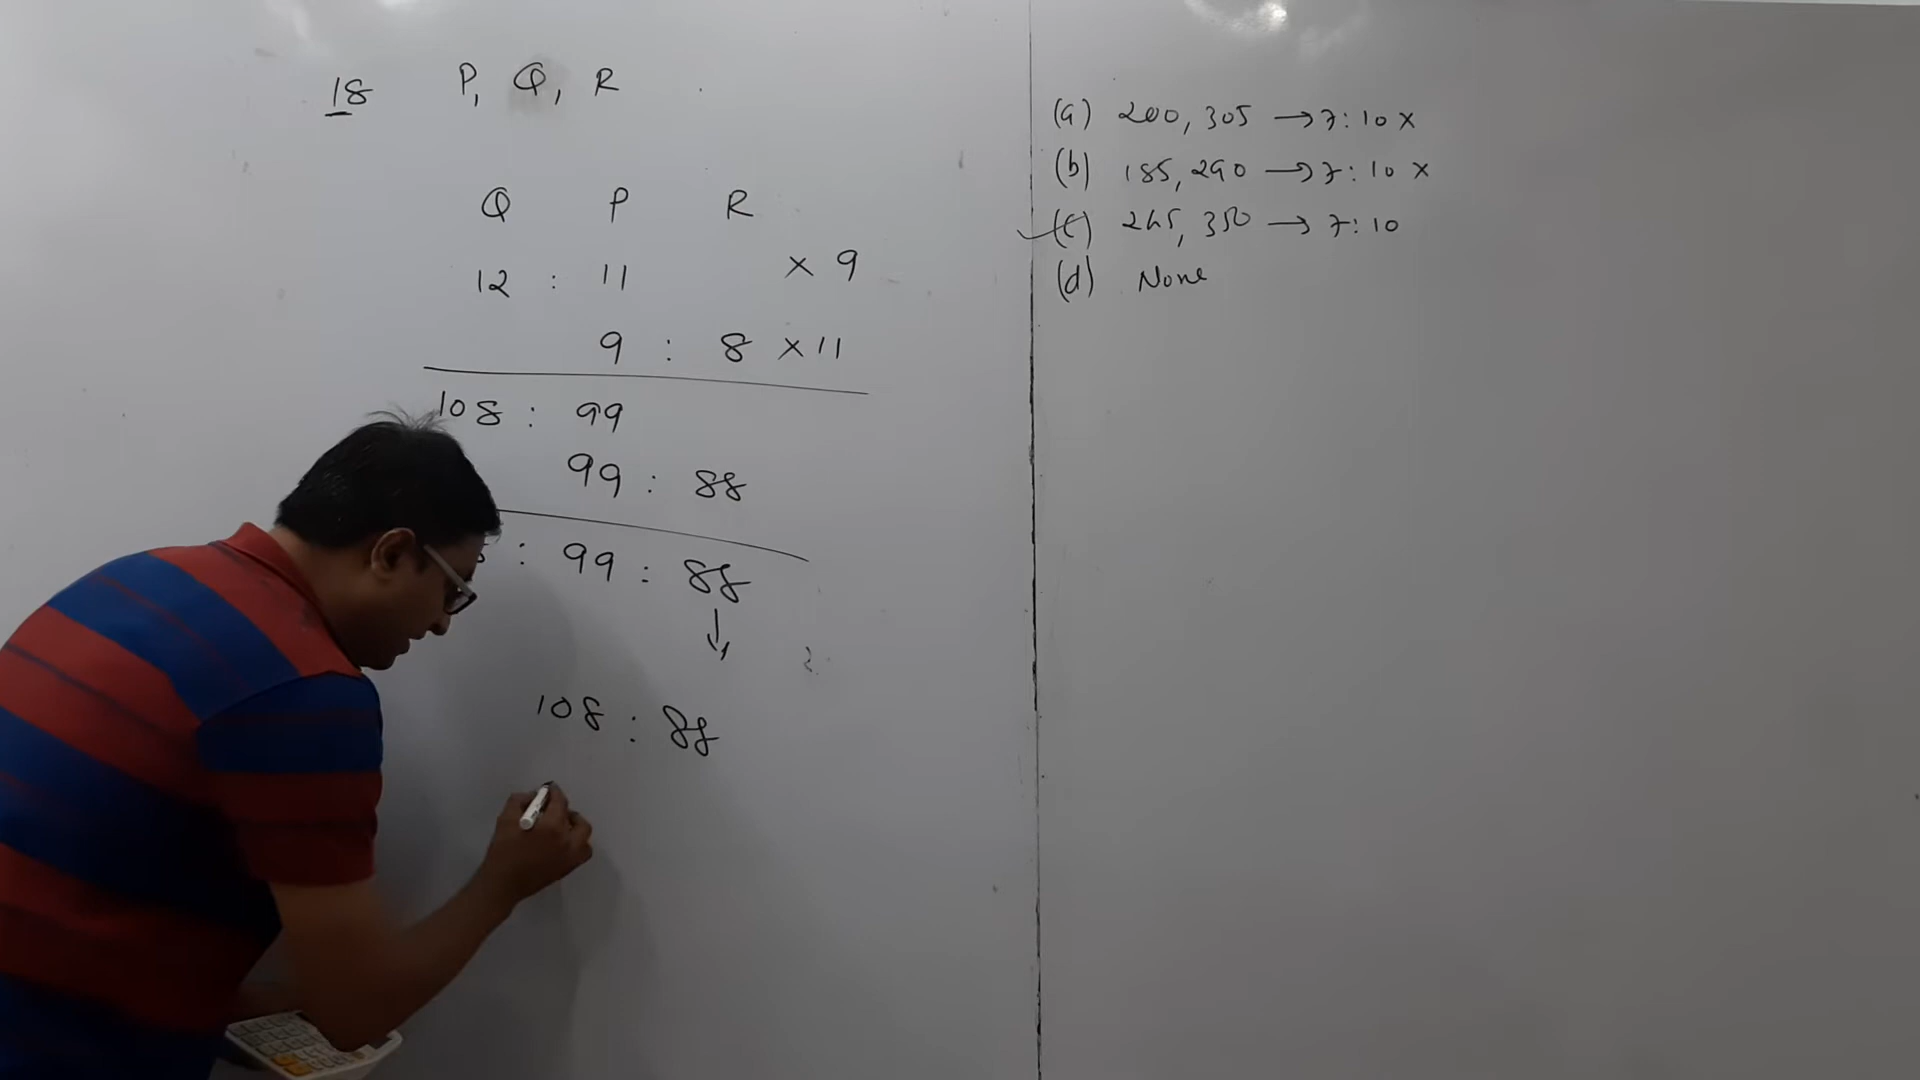 18 P, Q, R
Q P R
12 : 11 × 9
9 : 8 × 11
108 : 99
99 : 88
: 99 : 88
108 : 88
(a) 200, 305 → 7 : 10 ×
(b) 185, 290 → 7 : 10 ×
(c) 245, 350 → 7 : 10
(d) None